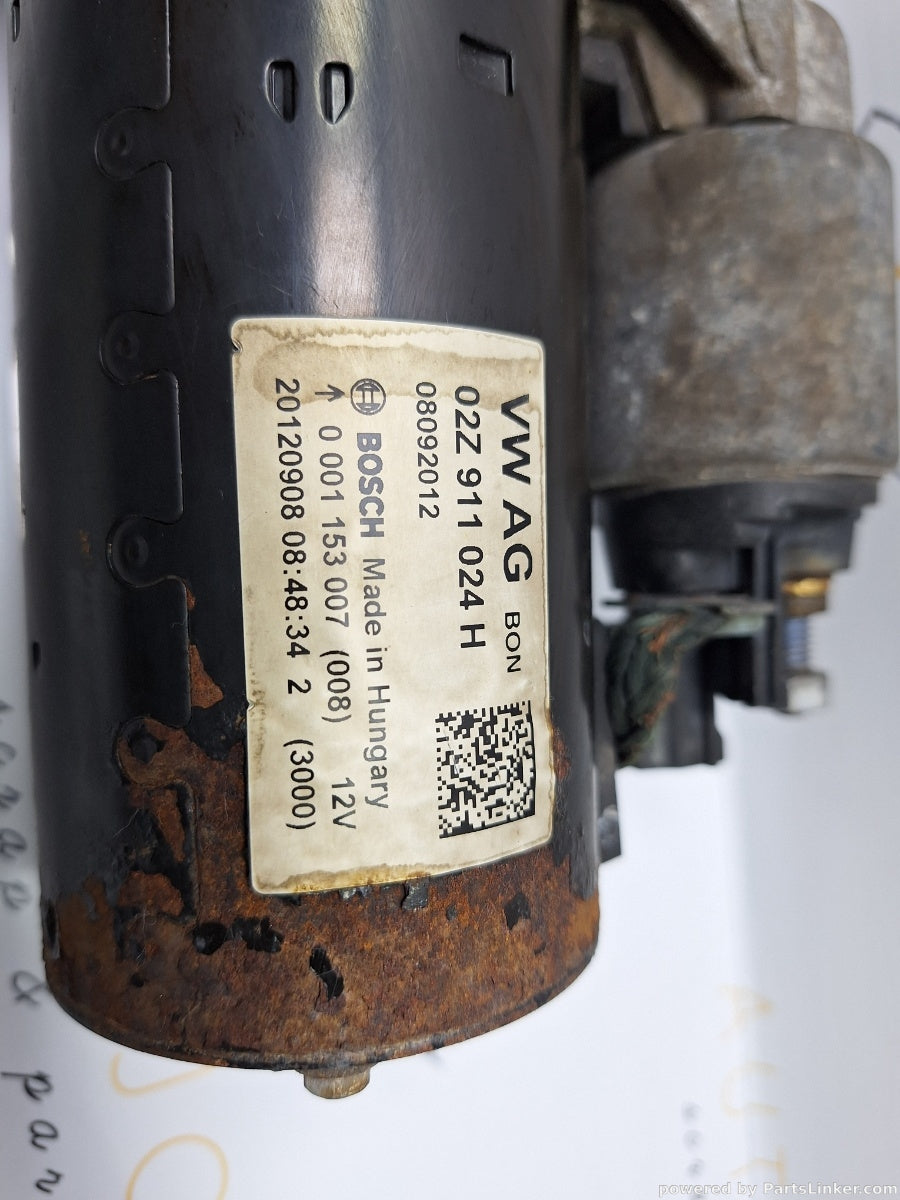 VW AG BON
02Z 911 024 H
08092012
BOSCH Made in Hungary
↑ 0 001 153 007 (008) 12V
20120908 08:48:34 2 (3000)
powered by PartsLinker.com